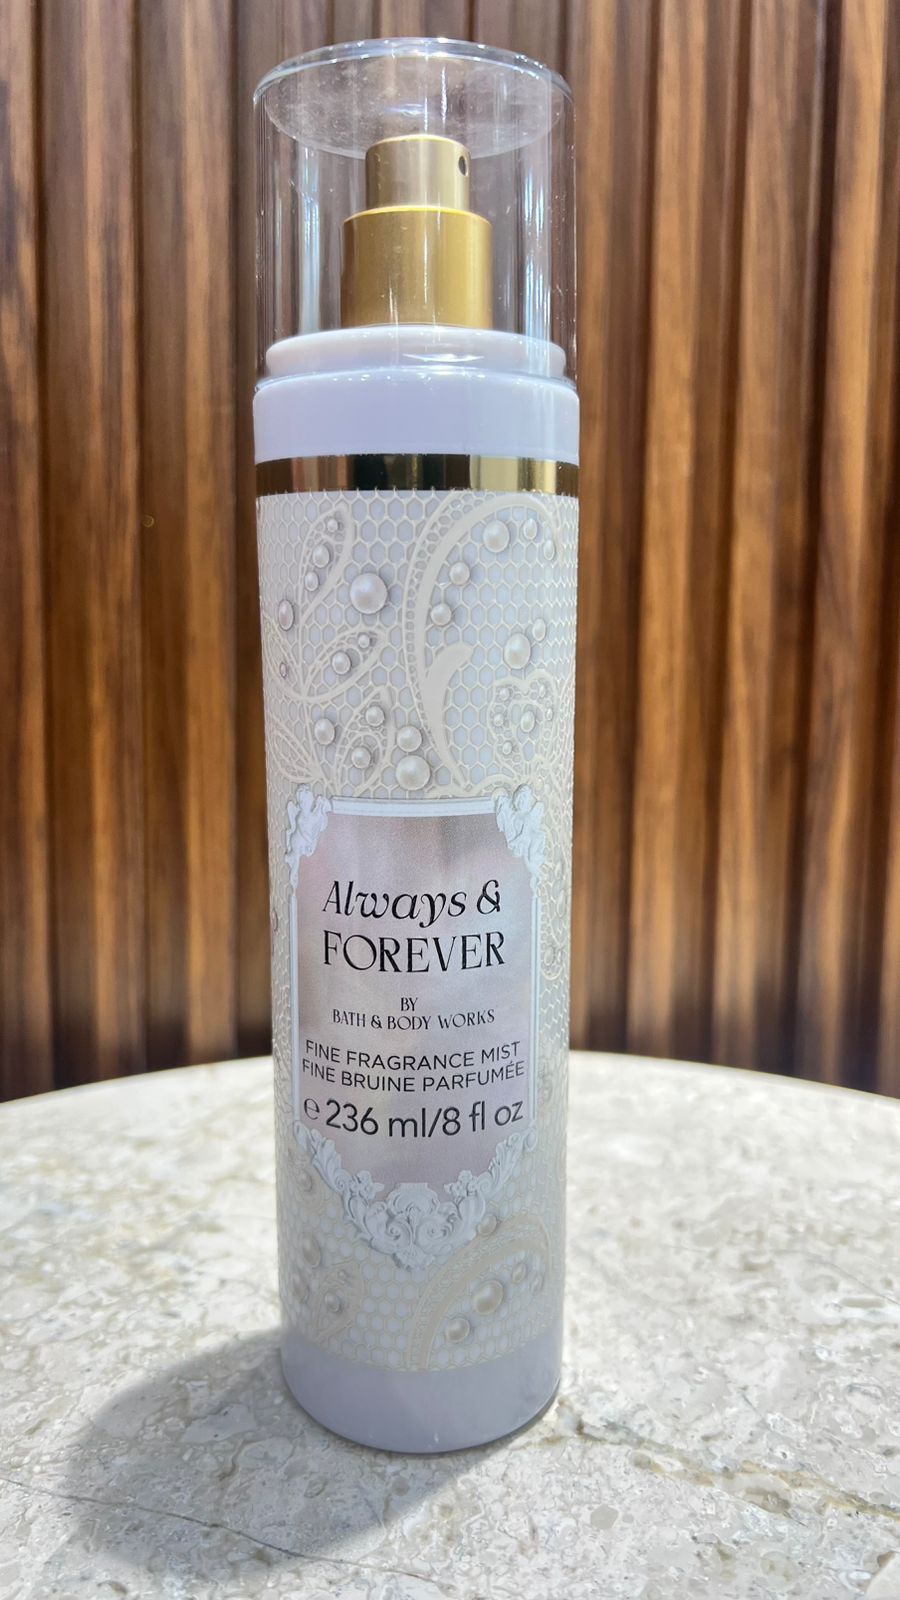 Always &
FOREVER
BY
BATH & BODY WORKS
FINE FRAGRANCE MIST
FINE BRUINE PARFUMÉE
℮ 236 ml/8 fl oz